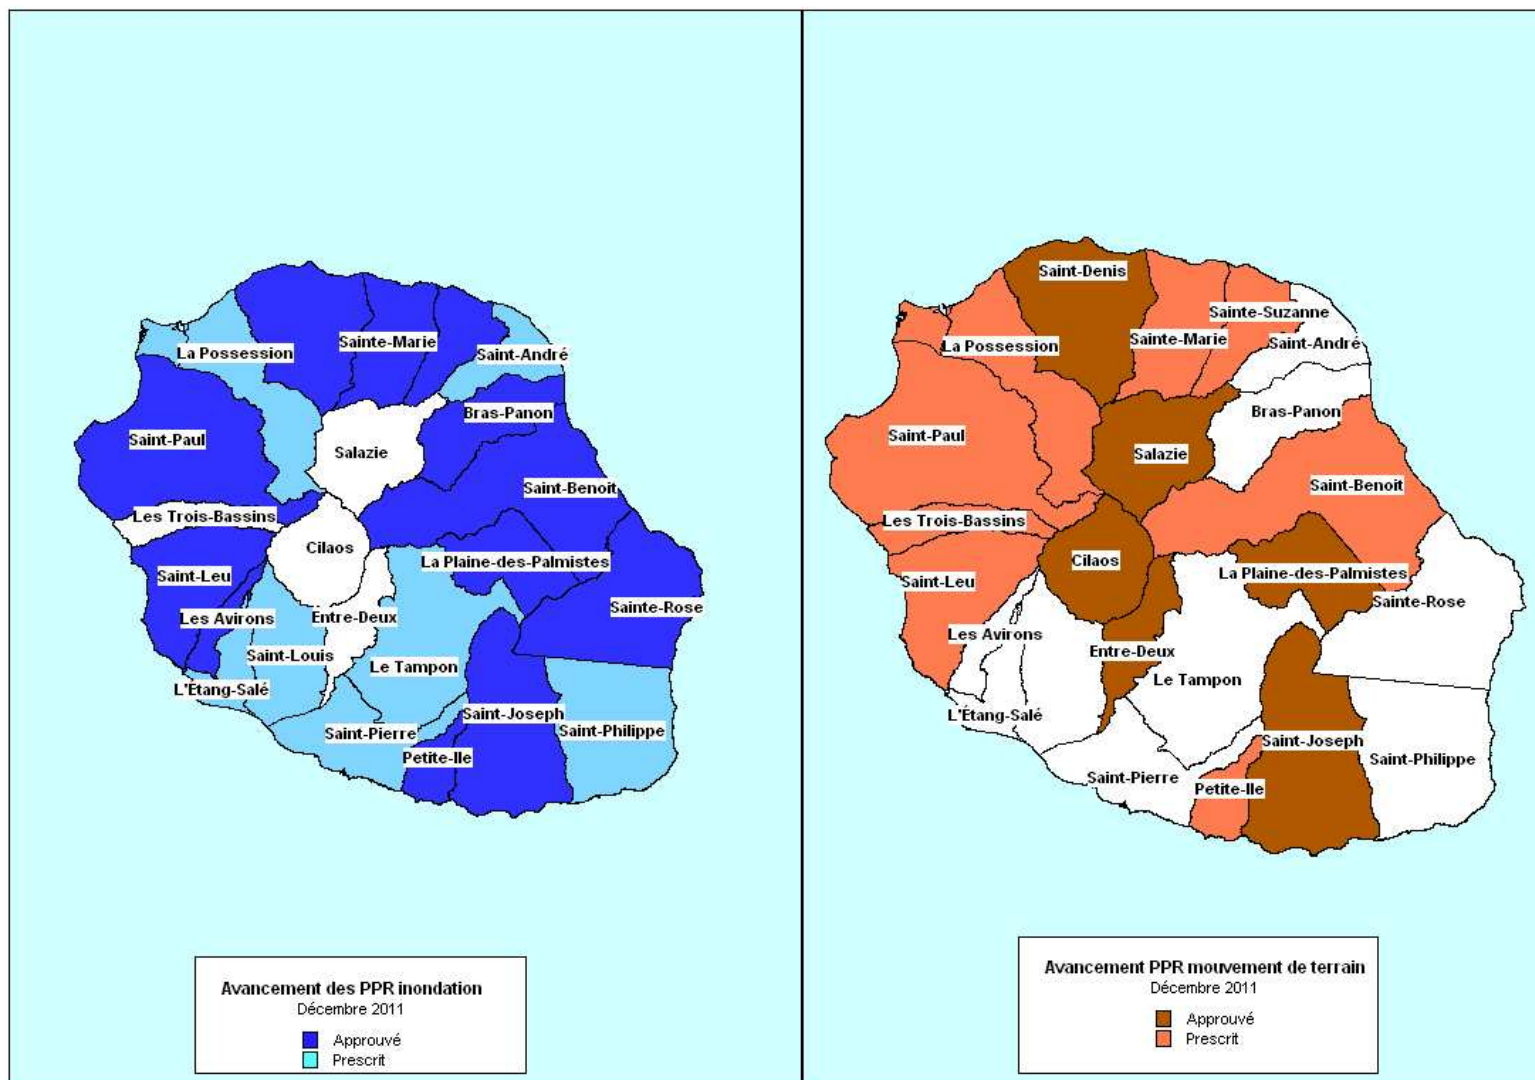 La Possession
Sainte-Marie
Saint-André
Bras-Panon
Saint-Paul
Salazie
Saint-Benoit
Les Trois-Bassins
Cilaos
La Plaine-des-Palmistes
Saint-Leu
Sainte-Rose
Les Avirons
Entre-Deux
Saint-Louis
Le Tampon
L'Étang-Salé
Saint-Joseph
Saint-Pierre
Saint-Philippe
Petite-Ile
Avancement des PPR inondation
Décembre 2011
Approuvé
Prescrit
Saint-Denis
Sainte-Suzanne
La Possession
Sainte-Marie
Saint-André
Bras-Panon
Saint-Paul
Salazie
Saint-Benoit
Les Trois-Bassins
Cilaos
La Plaine-des-Palmistes
Saint-Leu
Sainte-Rose
Les Avirons
Entre-Deux
Le Tampon
L'Étang-Salé
Saint-Joseph
Saint-Philippe
Saint-Pierre
Petite-Ile
Avancement PPR mouvement de terrain
Décembre 2011
Approuvé
Prescrit